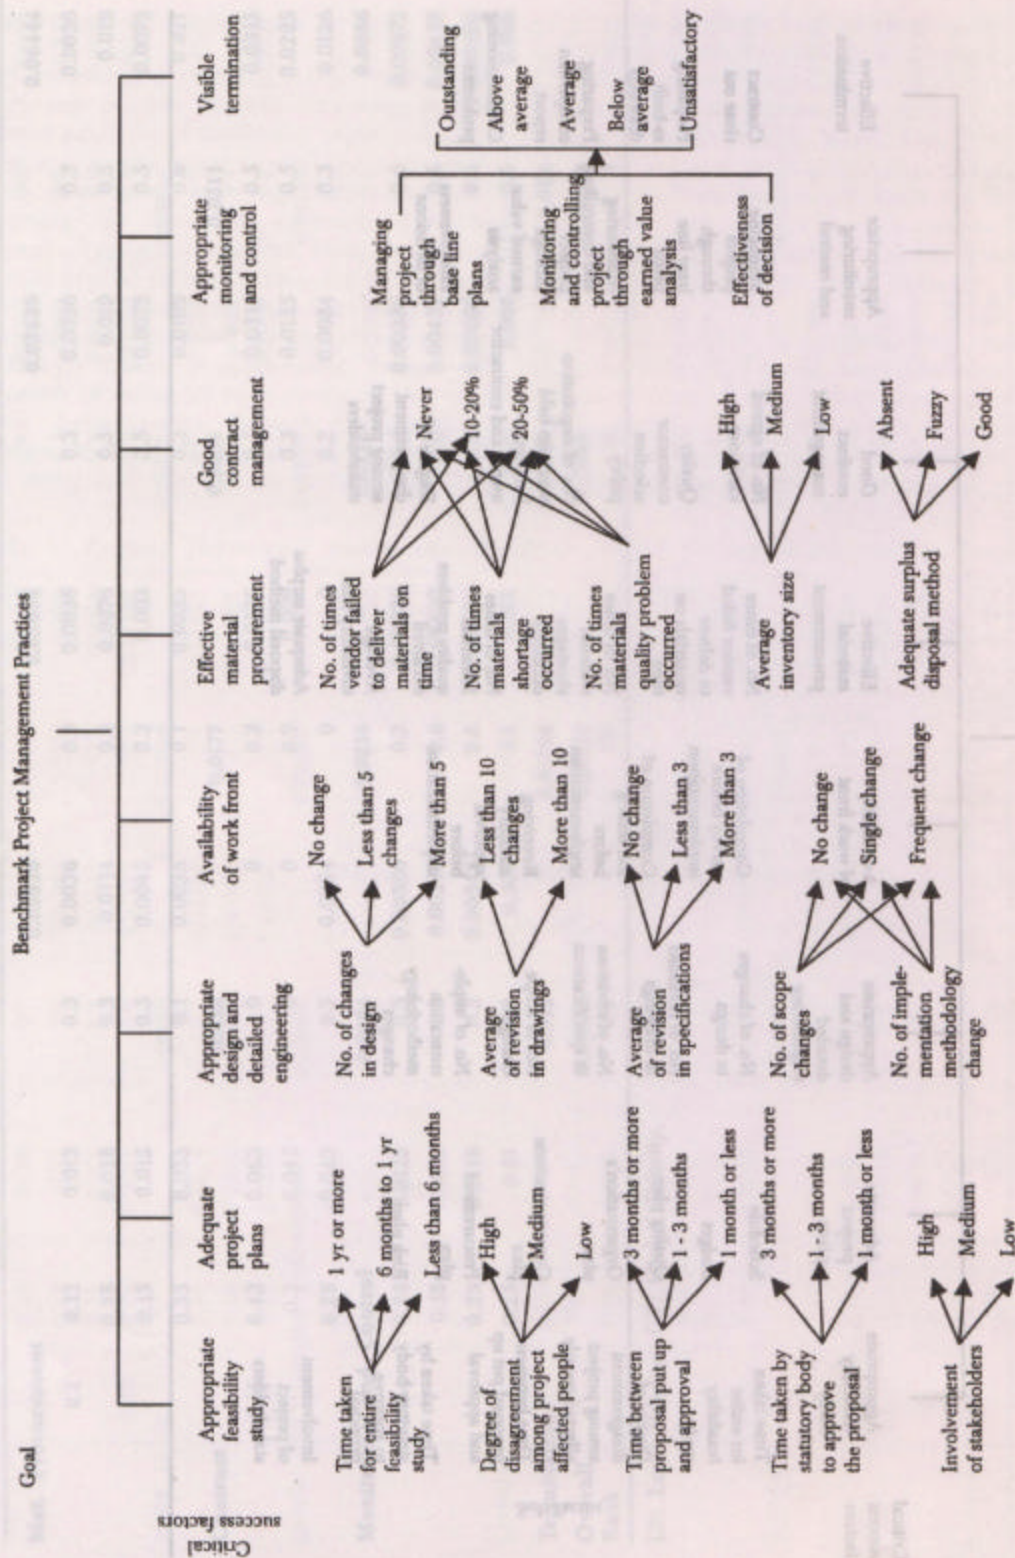 Goal
Benchmark Project Management Practices
Critical
success factors
Appropriate
feasibility
study
Adequate
project
plans
Appropriate
design and
detailed
engineering
Availability
of work front
Effective
material
procurement
Good
contract
management
Appropriate
monitoring
and control
Visible
termination
Time taken
for entire
feasibility
study
1 yr or more
6 months to 1 yr
Less than 6 months
Degree of
disagreement
among project
affected people
High
Medium
Low
Time between
proposal put up
and approval
3 months or more
1 - 3 months
1 month or less
Time taken by
statutory body
to approve
the proposal
3 months or more
1 - 3 months
1 month or less
Involvement
of stakeholders
High
Medium
Low
No. of changes
in design
No change
Less than 5
changes
More than 5
Average
of revision
in drawings
Less than 10
changes
More than 10
Average
of revision
in specifications
No change
Less than 3
More than 3
No. of scope
changes
No. of imple-
mentation
methodology
change
No change
Single change
Frequent change
No. of times
vendor failed
to deliver
materials on
time
No. of times
materials
shortage
occurred
No. of times
materials
quality problem
occurred
Never
10-20%
20-50%
Average
inventory size
High
Medium
Low
Adequate surplus
disposal method
Absent
Fuzzy
Good
Managing
project
through
base line
plans
Monitoring
and controlling
project
through
earned value
analysis
Effectiveness
of decision
Outstanding
Above
average
Average
Below
average
Unsatisfactory